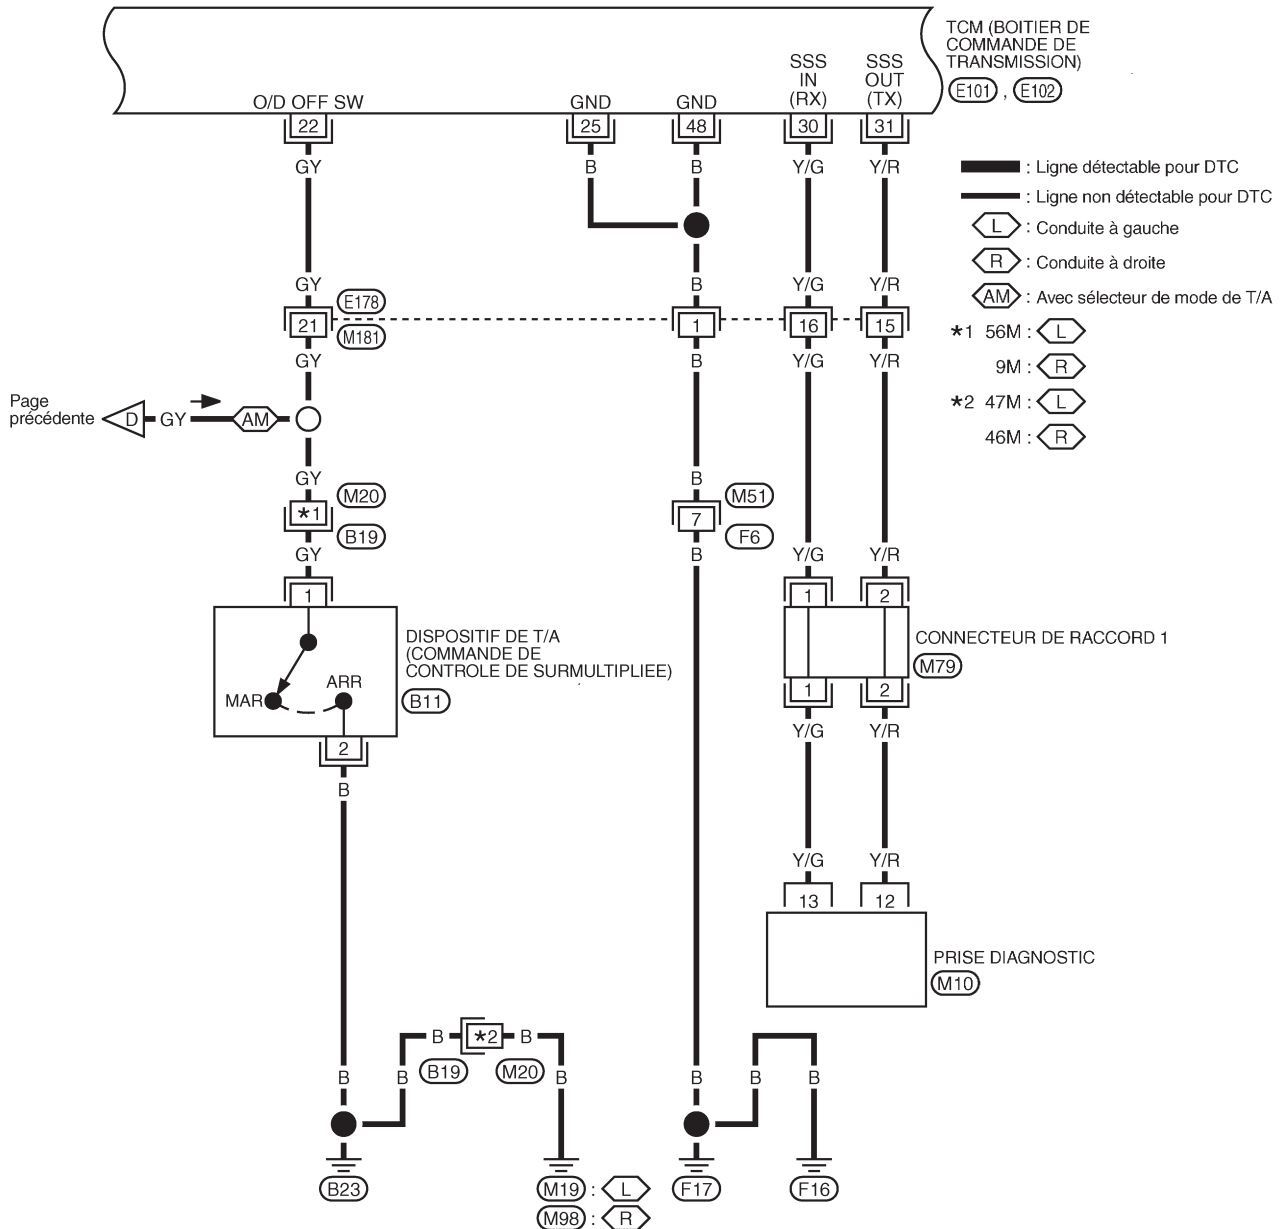 TCM (BOITIER DE
COMMANDE DE
TRANSMISSION)
E101 , E102
O/D OFF SW
GND
GND
SSS
IN
(RX)
SSS
OUT
(TX)
22
25
48
30
31
GY
B
B
Y/G
Y/R
: Ligne détectable pour DTC
: Ligne non détectable pour DTC
L : Conduite à gauche
R : Conduite à droite
AM : Avec sélecteur de mode de T/A
*1 56M : L
9M : R
*2 47M : L
46M : R
GY
B
Y/G
Y/R
E178
21
1
16
15
M181
GY
B
Y/G
Y/R
Page
précédente
D
GY
AM
GY
B
M20
*1
B19
M51
7
F6
GY
B
Y/G
Y/R
1
1
2
DISPOSITIF DE T/A
(COMMANDE DE
CONTROLE DE SURMULTIPLIEE)
B11
MAR
ARR
2
CONNECTEUR DE RACCORD 1
M79
1
2
Y/G
Y/R
B
Y/G
Y/R
13
12
PRISE DIAGNOSTIC
M10
B
*2
B
B19
M20
B
B
B
B
B
B
B23
M19 : L
M98 : R
F17
F16